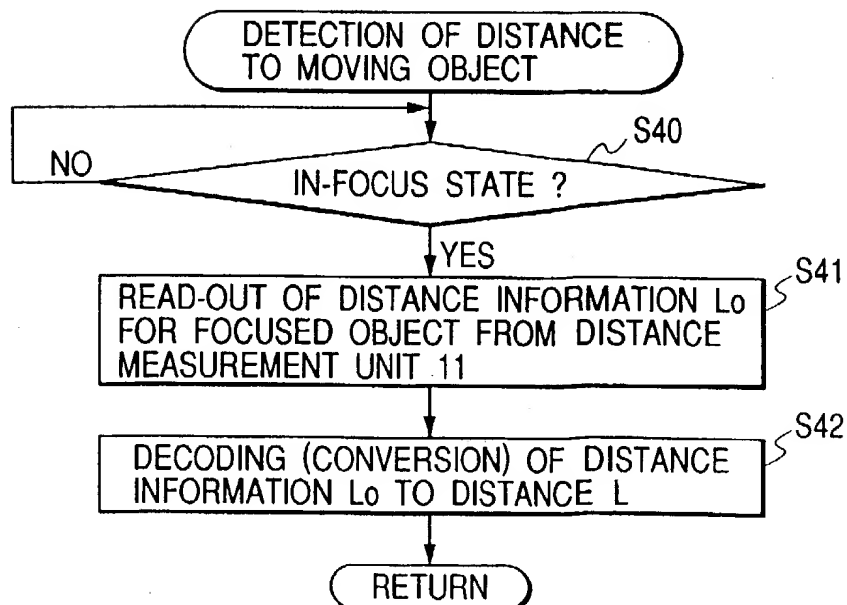 DETECTION OF DISTANCE
TO MOVING OBJECT
S40
NO
IN-FOCUS STATE ?
YES
S41
READ-OUT OF DISTANCE INFORMATION Lo
FOR FOCUSED OBJECT FROM DISTANCE
MEASUREMENT UNIT 11
S42
DECODING (CONVERSION) OF DISTANCE
INFORMATION Lo TO DISTANCE L
RETURN